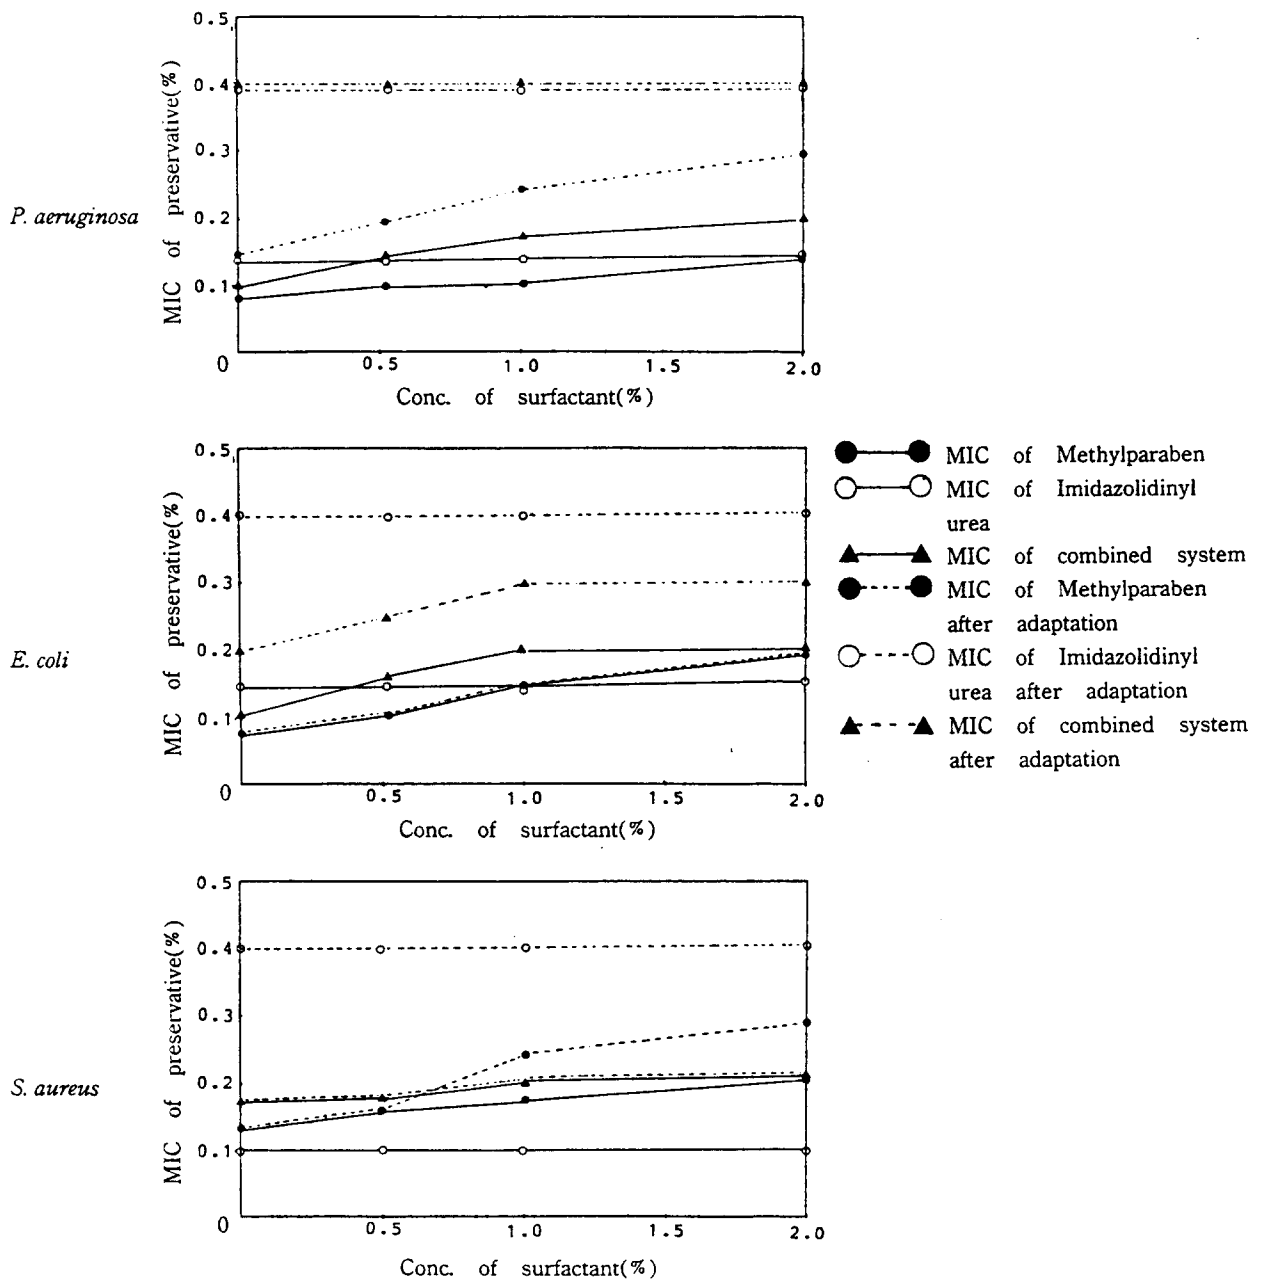 0.5
0.4
0.3
0.2
0.1
0
MIC of preservative(%)
P. aeruginosa
0.5
1.0
1.5
2.0
Conc. of surfactant(%)
0.5
0.4
0.3
0.2
0.1
0
MIC of preservative(%)
E. coli
0.5
1.0
1.5
2.0
Conc. of surfactant(%)
MIC of Methylparaben
MIC of Imidazolidinyl
urea
MIC of combined system
MIC of Methylparaben
after adaptation
MIC of Imidazolidinyl
urea after adaptation
MIC of combined system
after adaptation
0.5
0.4
0.3
0.2
0.1
0
MIC of preservative(%)
S. aureus
0.5
1.0
1.5
2.0
Conc. of surfactant(%)